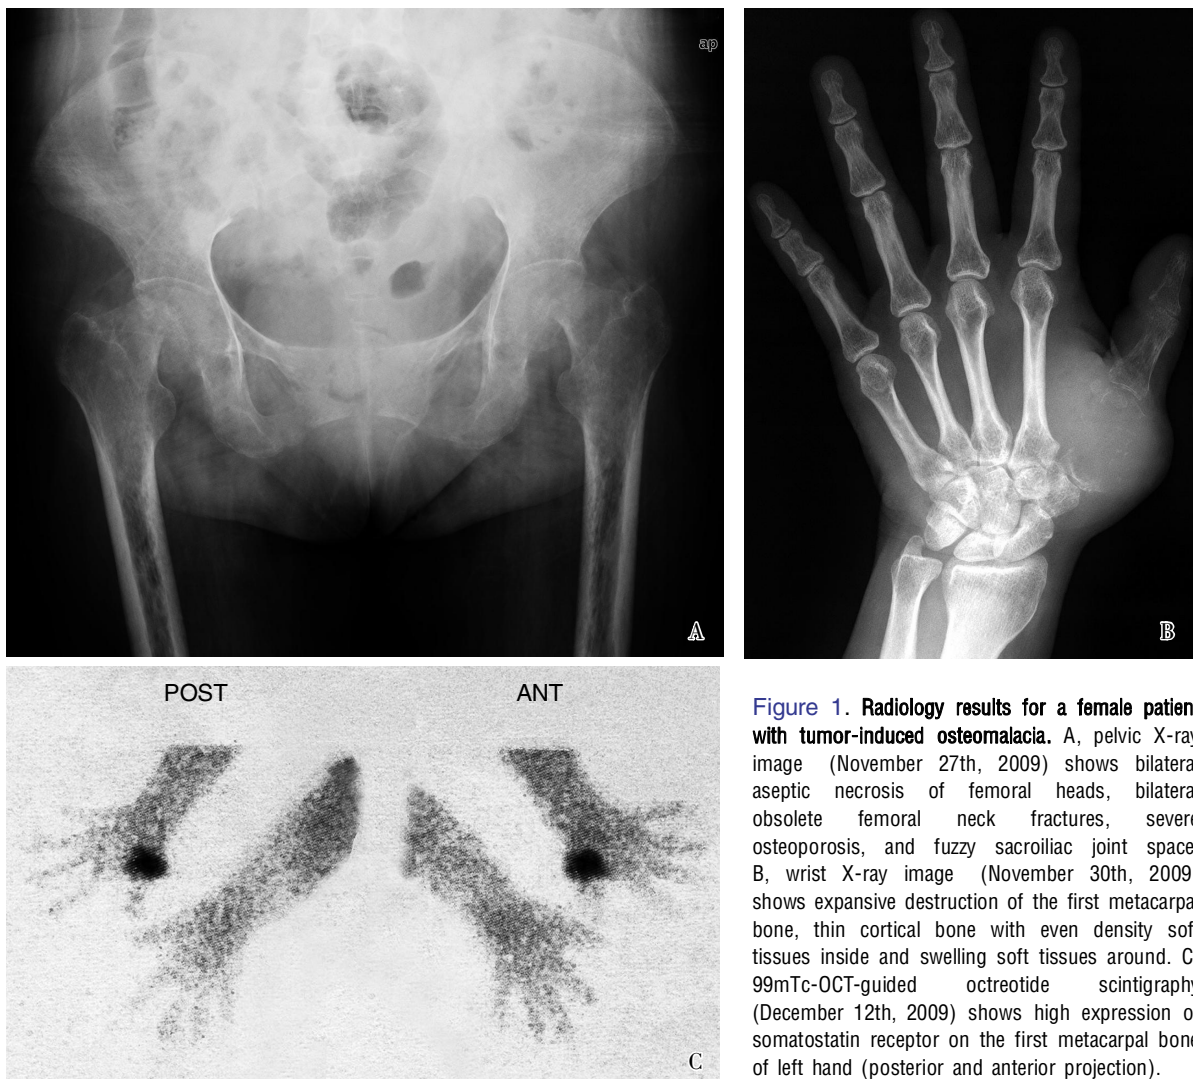 ap
A
B
POST
ANT
C
Figure 1. Radiology results for a female patien
with tumor-induced osteomalacia. A, pelvic X-ray
image (November 27th, 2009) shows bilatera
aseptic necrosis of femoral heads, bilatera
obsolete femoral neck fractures, severe
osteoporosis, and fuzzy sacroiliac joint space
B, wrist X-ray image (November 30th, 2009
shows expansive destruction of the first metacarpa
bone, thin cortical bone with even density sof
tissues inside and swelling soft tissues around. C
99mTc-OCT-guided octreotide scintigraphy
(December 12th, 2009) shows high expression o
somatostatin receptor on the first metacarpal bone
of left hand (posterior and anterior projection).